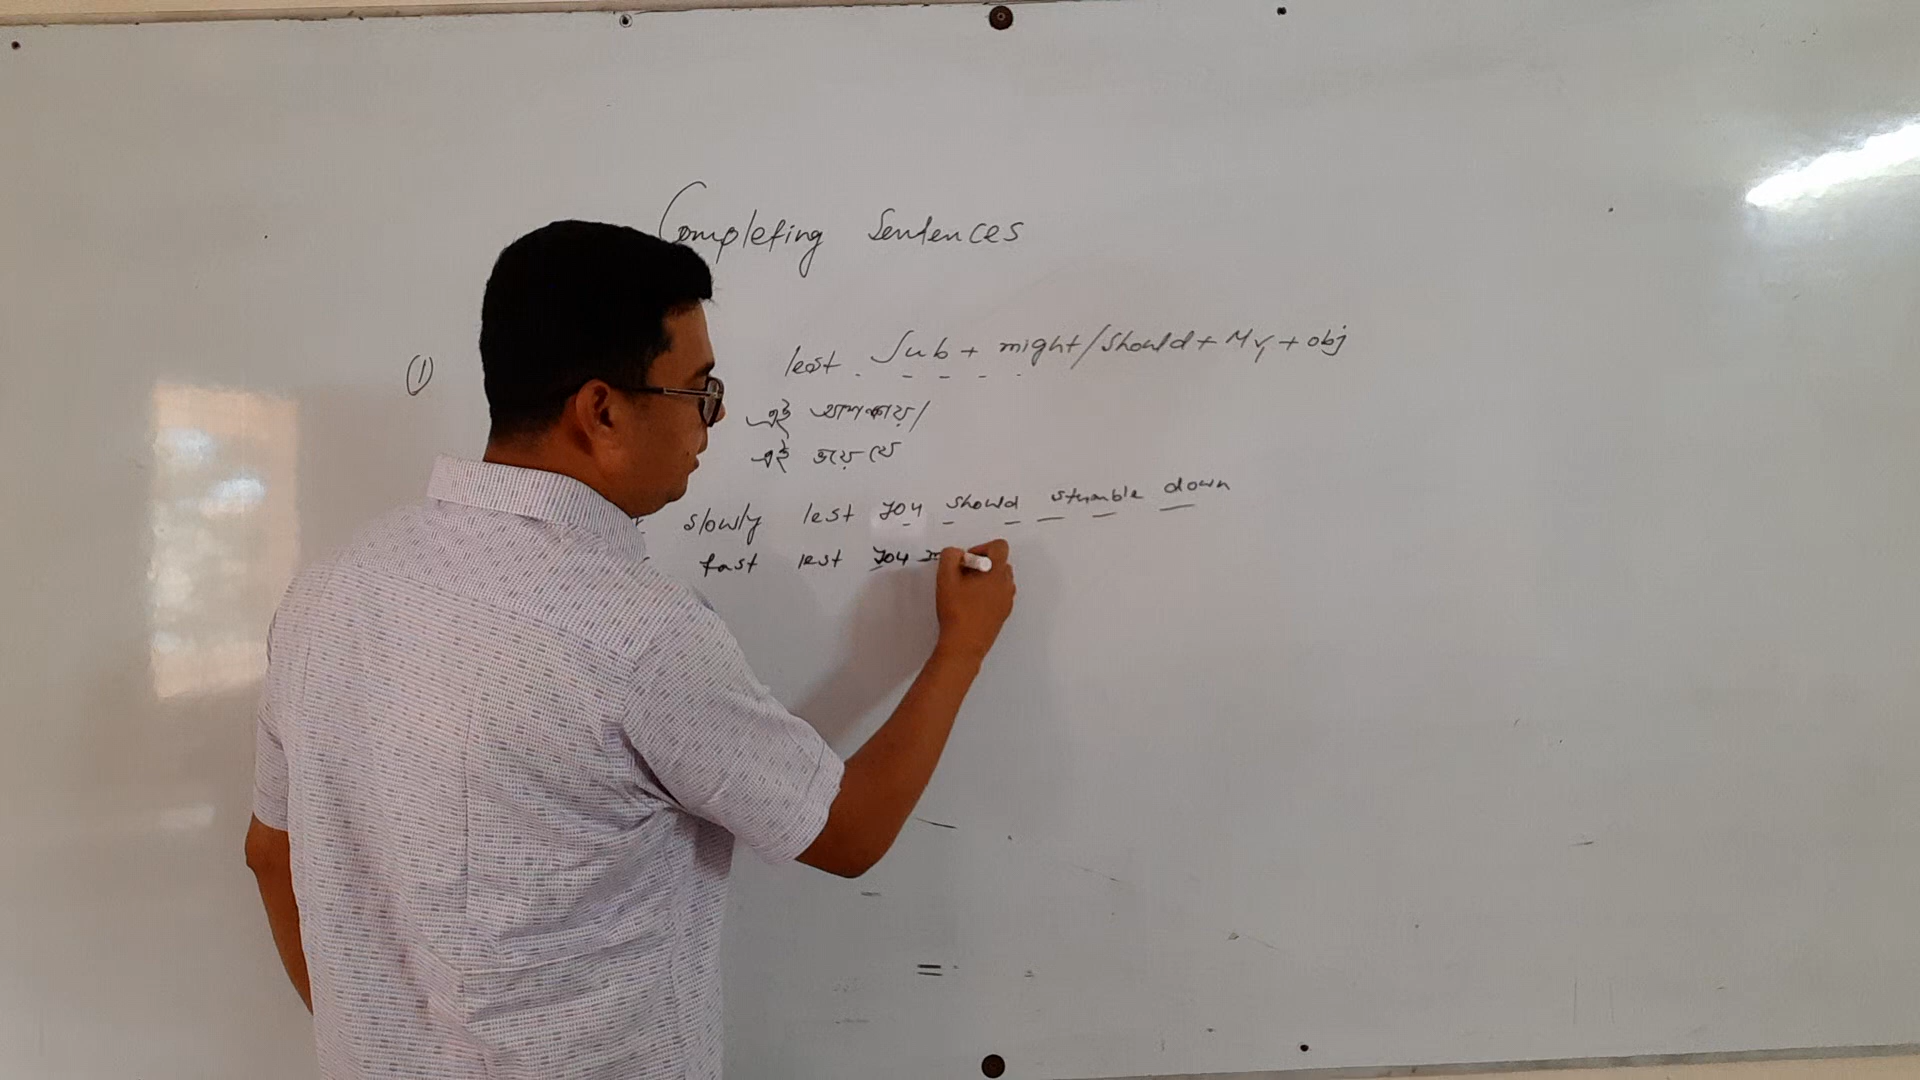 Completing Sentences
① lest Sub + might/should + Mv + obj
এই আশংকায়/
এই ভয়ে যে
slowly lest you should stumble down
fast lest you m